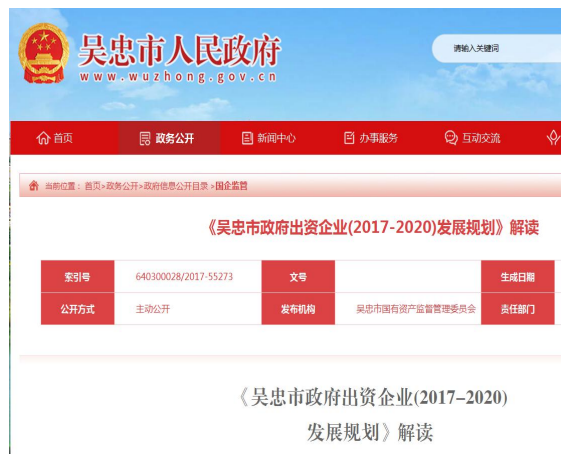 吴忠市人民政府
www.wuzhong.gov.cn
请输入关键词
首页 政务公开 新闻中心 办事服务 互动交流
当前位置：首页>政务公开>政府信息公开目录>国企监管
《吴忠市政府出资企业(2017-2020)发展规划》解读
索引号 640300028/2017-55273 文号 生成日期
公开方式 主动公开 发布机构 吴忠市国有资产监督管理委员会 责任部门
《吴忠市政府出资企业(2017–2020)
发展规划》解读